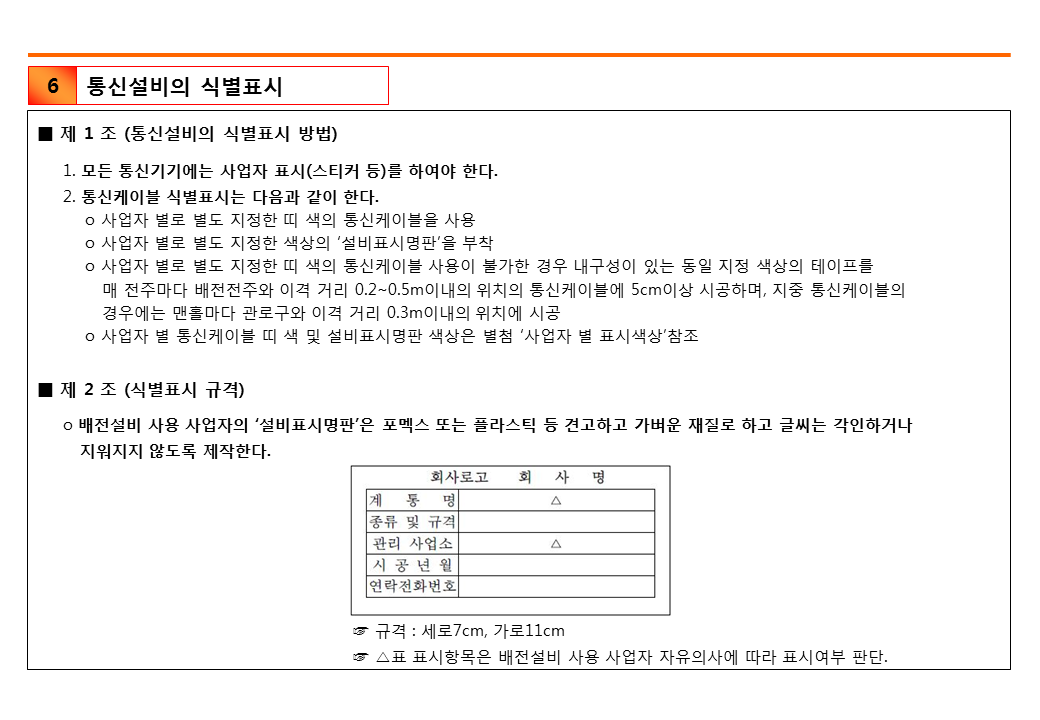 6 통신설비의 식별표시
■ 제 1 조 (통신설비의 식별표시 방법)
1. 모든 통신기기에는 사업자 표시(스티커 등)를 하여야 한다.
2. 통신케이블 식별표시는 다음과 같이 한다.
o 사업자 별로 별도 지정한 띠 색의 통신케이블을 사용
o 사업자 별로 별도 지정한 색상의 ‘설비표시명판’을 부착
o 사업자 별로 별도 지정한 띠 색의 통신케이블 사용이 불가한 경우 내구성이 있는 동일 지정 색상의 테이프를
매 전주마다 배전전주와 이격 거리 0.2~0.5m이내의 위치의 통신케이블에 5cm이상 시공하며, 지중 통신케이블의
경우에는 맨홀마다 관로구와 이격 거리 0.3m이내의 위치에 시공
o 사업자 별 통신케이블 띠 색 및 설비표시명판 색상은 별첨 ‘사업자 별 표시색상’참조
■ 제 2 조 (식별표시 규격)
o 배전설비 사용 사업자의 ‘설비표시명판’은 포멕스 또는 플라스틱 등 견고하고 가벼운 재질로 하고 글씨는 각인하거나
지워지지 않도록 제작한다.
회사로고 회 사 명
계 통 명 △
종류 및 규격
관리 사업소 △
시 공 년 월
연락전화번호
☞ 규격 : 세로7cm, 가로11cm
☞ △표 표시항목은 배전설비 사용 사업자 자유의사에 따라 표시여부 판단.